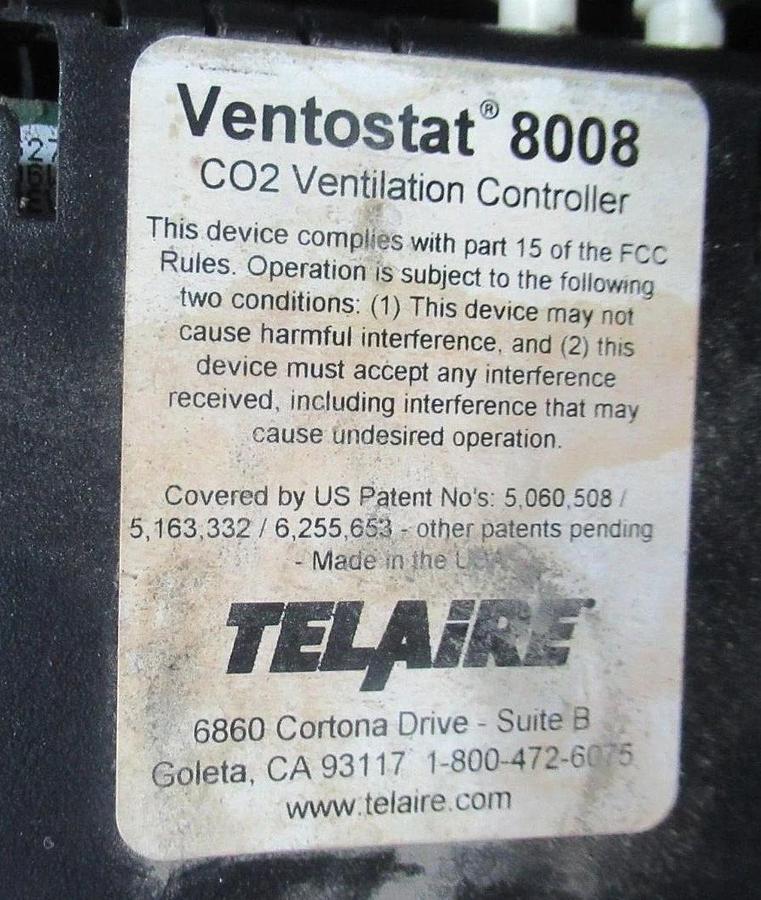 Ventostat® 8008
CO2 Ventilation Controller
This device complies with part 15 of the FCC
Rules. Operation is subject to the following
two conditions: (1) This device may not
cause harmful interference, and (2) this
device must accept any interference
received, including interference that may
cause undesired operation.
Covered by US Patent No's: 5,060,508 /
5,163,332 / 6,255,653 - other patents pending
- Made in the USA
TELAIRE
6860 Cortona Drive - Suite B
Goleta, CA 93117 1-800-472-6075
www.telaire.com
27